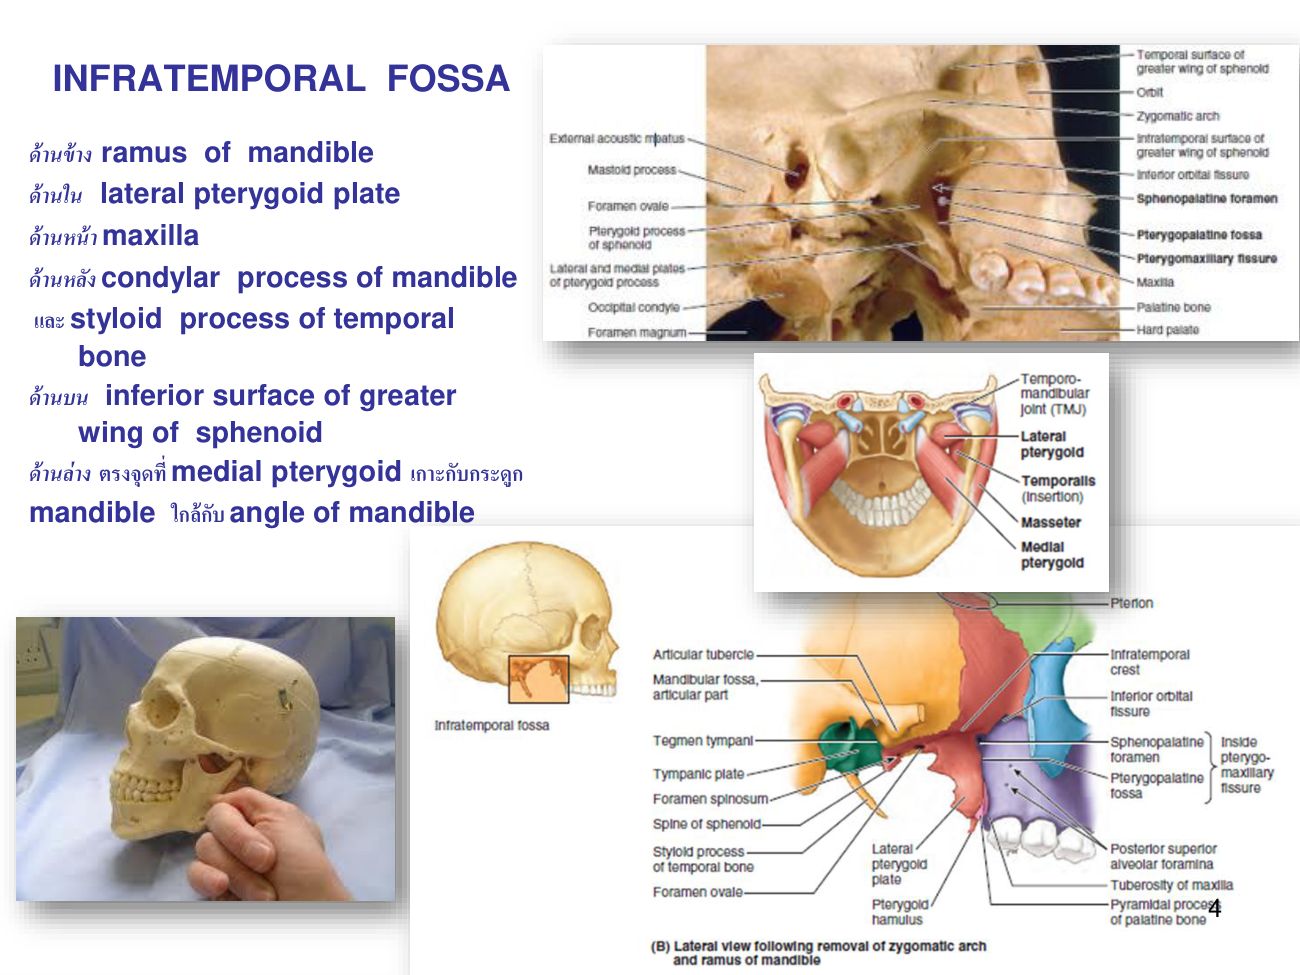 INFRATEMPORAL FOSSA
ด้านข้าง ramus of mandible
ด้านใน lateral pterygoid plate
ด้านหน้า maxilla
ด้านหลัง condylar process of mandible
และ styloid process of temporal
bone
ด้านบน inferior surface of greater
wing of sphenoid
ด้านล่าง ตรงจุดที่ medial pterygoid เกาะกับกระดูก
mandible ใกล้กับ angle of mandible
External acoustic meatus
Mastoid process
Foramen ovale
Pterygoid process
of sphenoid
Lateral and medial plates
of pterygoid process
Occipital condyle
Foramen magnum
Temporal surface of
greater wing of sphenoid
Orbit
Zygomatic arch
Infratemporal surface of
greater wing of sphenoid
Inferior orbital fissure
Sphenopalatine foramen
Pterygopalatine fossa
Pterygomaxillary fissure
Maxilla
Palatine bone
Hard palate
Temporo-
mandibular
joint (TMJ)
Lateral
pterygoid
Temporalis
(insertion)
Masseter
Medial
pterygoid
Infratemporal fossa
Articular tubercle
Mandibular fossa,
articular part
Tegmen tympani
Tympanic plate
Foramen spinosum
Spine of sphenoid
Styloid process
of temporal bone
Foramen ovale
Lateral
pterygoid
plate
Pterygoid
hamulus
Pterion
Infratemporal
crest
Inferior orbital
fissure
Sphenopalatine
foramen
Pterygopalatine
fossa
Inside
pterygo-
maxillary
fissure
Posterior superior
alveolar foramina
Tuberosity of maxilla
Pyramidal process
of palatine bone
4
(B) Lateral view following removal of zygomatic arch
and ramus of mandible